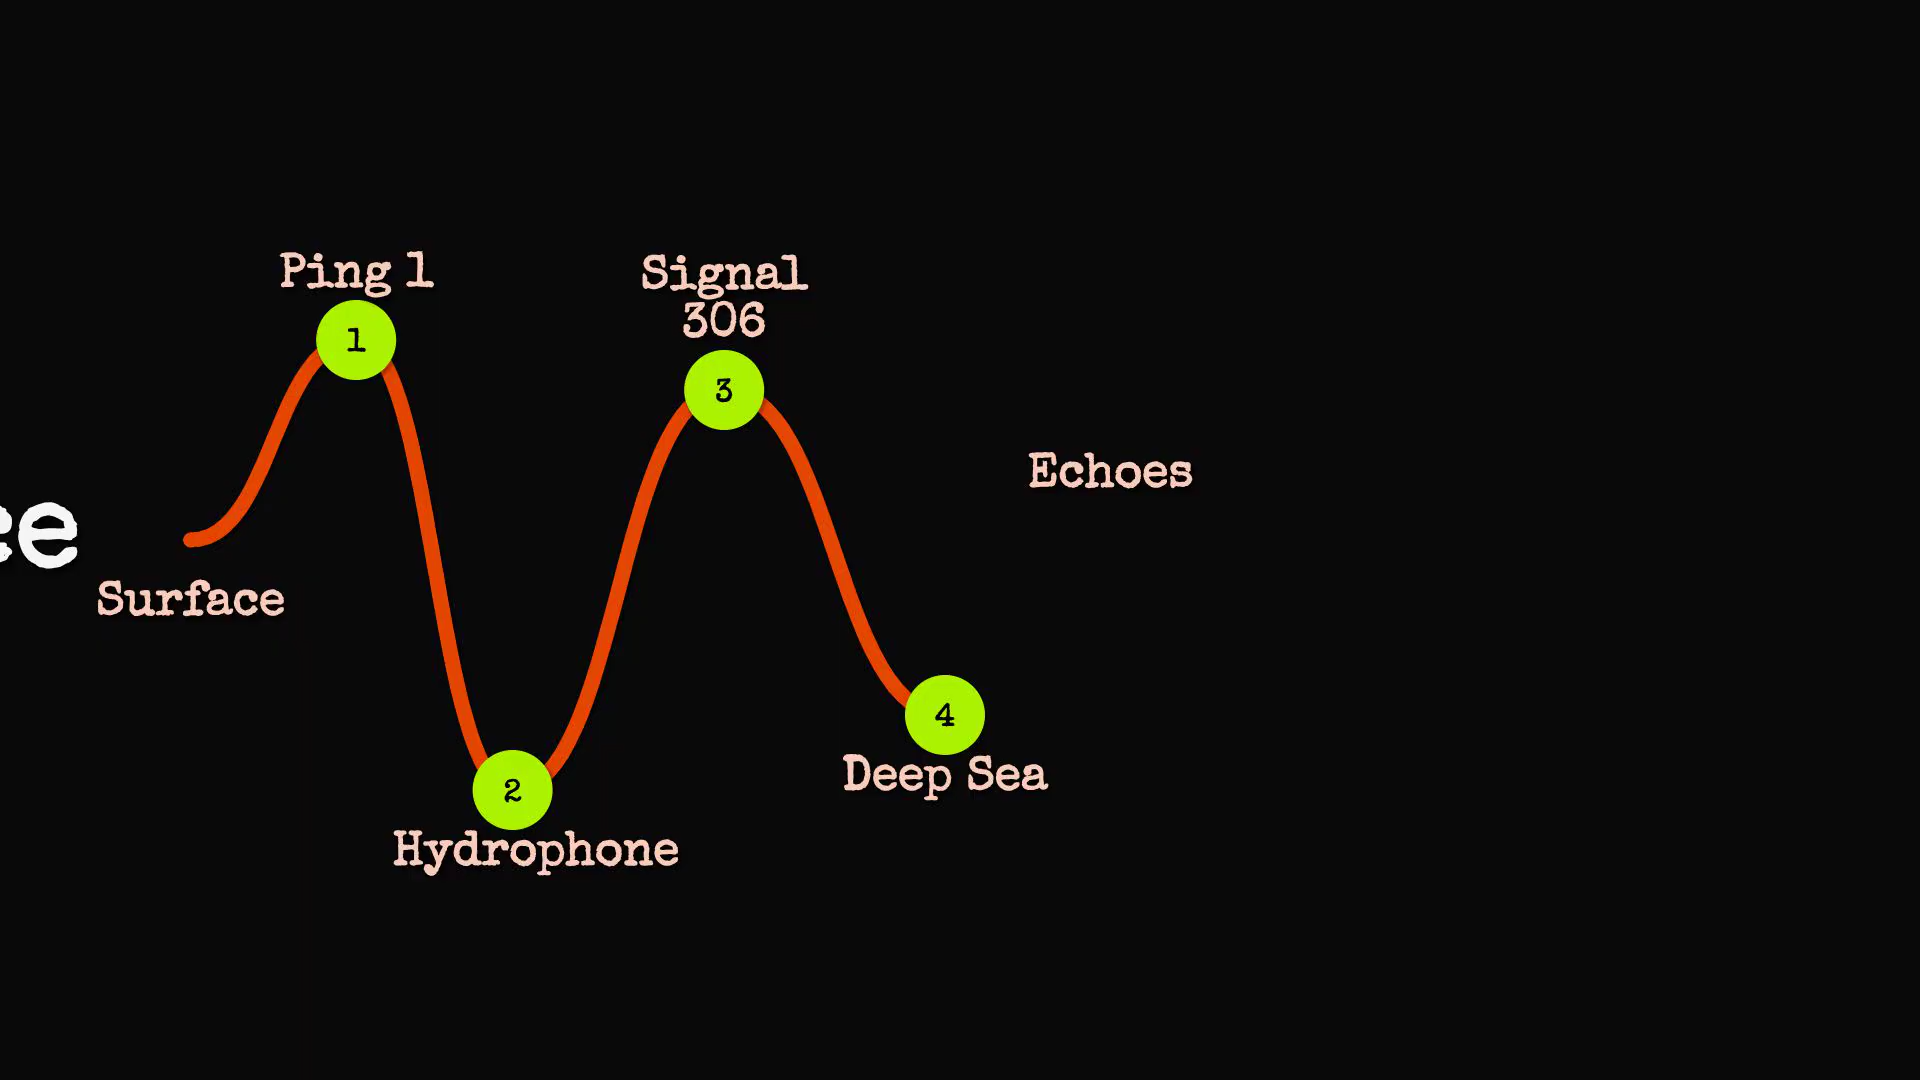 Ping 1
1
Signal
306
3
Echoes
Surface
4
Deep Sea
2
Hydrophone